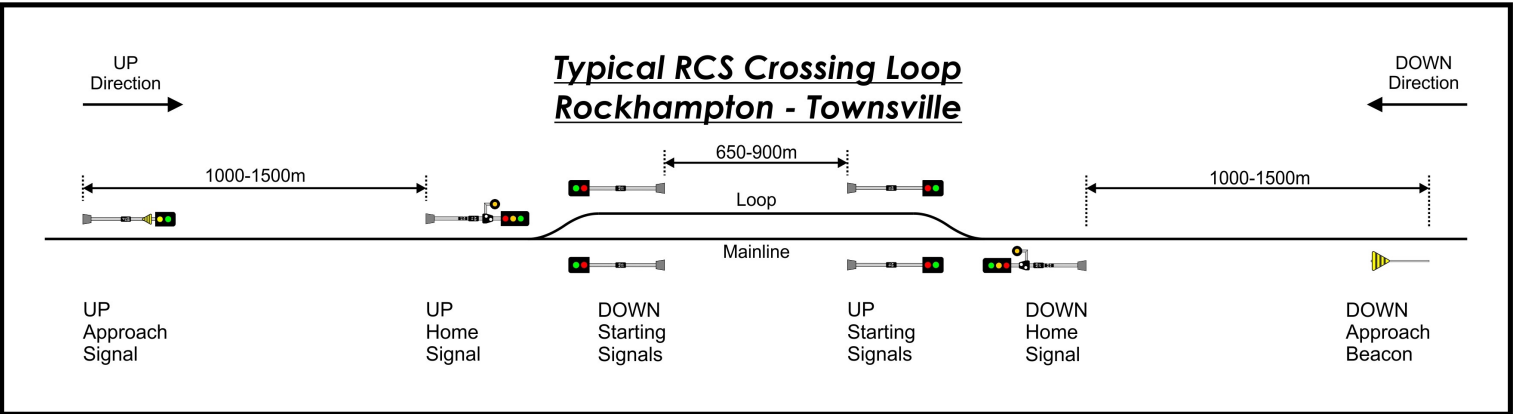 UP
Direction
Typical RCS Crossing Loop
Rockhampton - Townsville
DOWN
Direction
1000-1500m
650-900m
1000-1500m
Loop
Mainline
UP
Approach
Signal
UP
Home
Signal
DOWN
Starting
Signals
UP
Starting
Signals
DOWN
Home
Signal
DOWN
Approach
Beacon